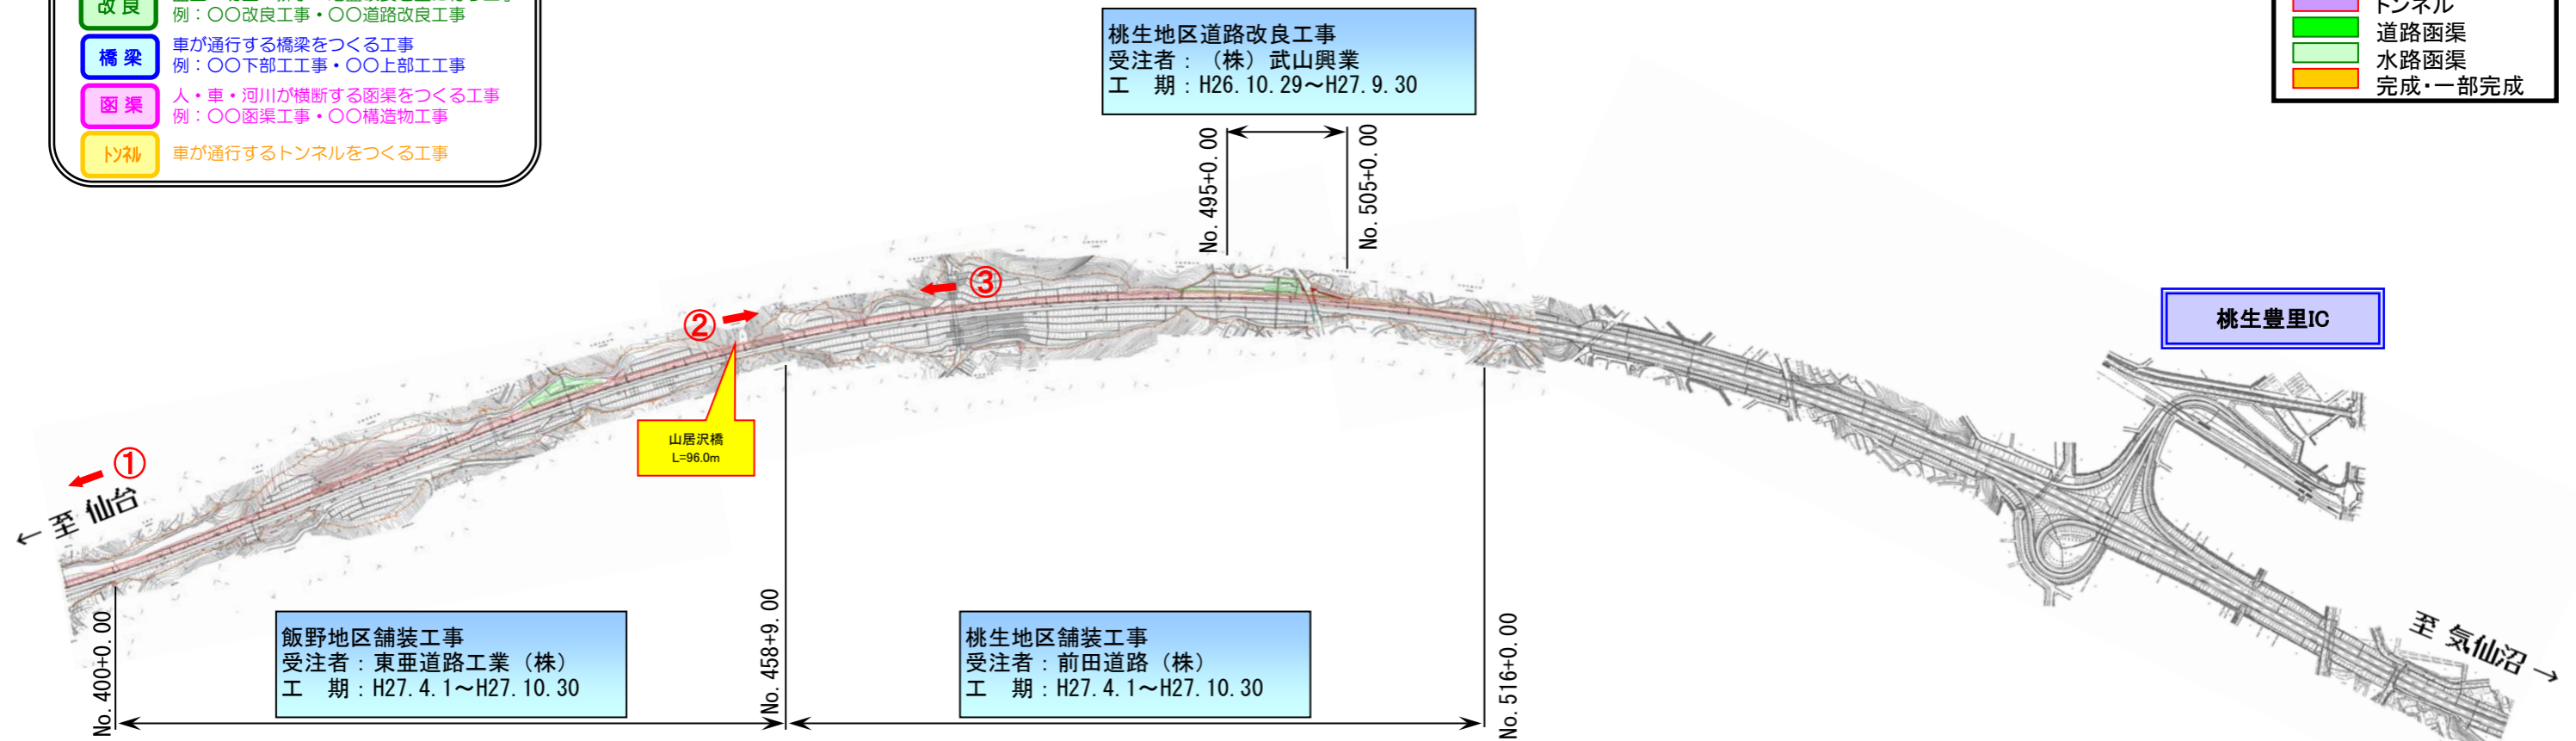 改 良
例：〇〇改良工事・〇〇道路改良工事
橋 梁
車が通行する橋梁をつくる工事
例：〇〇下部工工事・〇〇上部工工事
函 渠
人・車・河川が横断する函渠をつくる工事
例：〇〇函渠工事・〇〇構造物工事
トンネル
車が通行するトンネルをつくる工事
トンネル
道路函渠
水路函渠
完成・一部完成
桃生地区道路改良工事
受注者：（株）武山興業
工　期：H26.10.29～H27.9.30
No.495+0.00
No.505+0.00
③
②
①
桃生豊里IC
山居沢橋
L=96.0m
← 至 仙台
至 気仙沼 →
No.400+0.00
飯野地区舗装工事
受注者：東亜道路工業（株）
工　期：H27.4.1～H27.10.30
No.458+9.00
桃生地区舗装工事
受注者：前田道路（株）
工　期：H27.4.1～H27.10.30
No.516+0.00